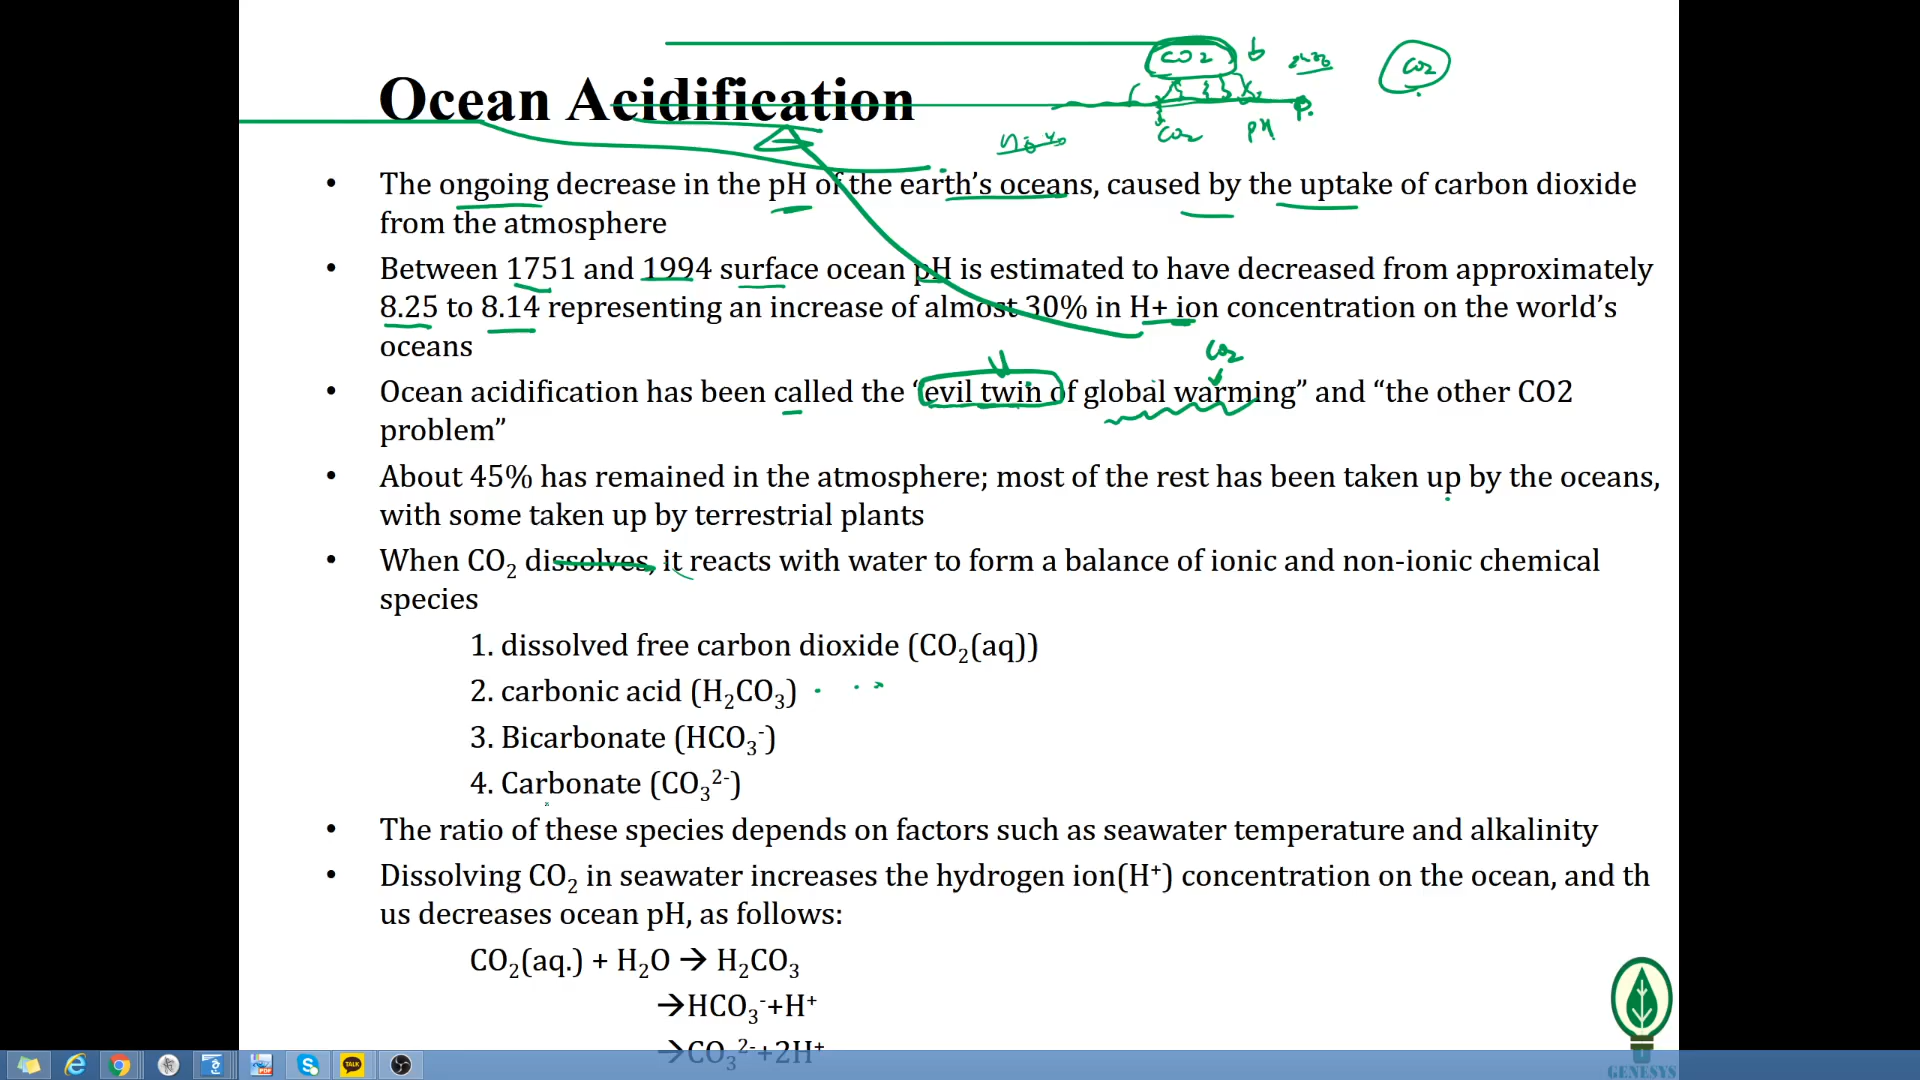 CO2
CO2
Ocean Acidification
CO2
PH
• The ongoing decrease in the pH of the earth’s oceans, caused by the uptake of carbon dioxide
from the atmosphere
• Between 1751 and 1994 surface ocean pH is estimated to have decreased from approximately
8.25 to 8.14 representing an increase of almost 30% in H+ ion concentration on the world’s
oceans
CO2
• Ocean acidification has been called the “evil twin of global warming” and “the other CO2
problem”
• About 45% has remained in the atmosphere; most of the rest has been taken up by the oceans,
with some taken up by terrestrial plants
• When CO₂ dissolves, it reacts with water to form a balance of ionic and non-ionic chemical
species
1. dissolved free carbon dioxide (CO₂(aq))
2. carbonic acid (H₂CO₃)
3. Bicarbonate (HCO₃⁻)
4. Carbonate (CO₃²⁻)
• The ratio of these species depends on factors such as seawater temperature and alkalinity
• Dissolving CO₂ in seawater increases the hydrogen ion(H⁺) concentration on the ocean, and th
us decreases ocean pH, as follows:
CO₂(aq.) + H₂O → H₂CO₃
→HCO₃⁻+H⁺
→CO₃²⁻+2H⁺
GENESYS
TALK
PDF